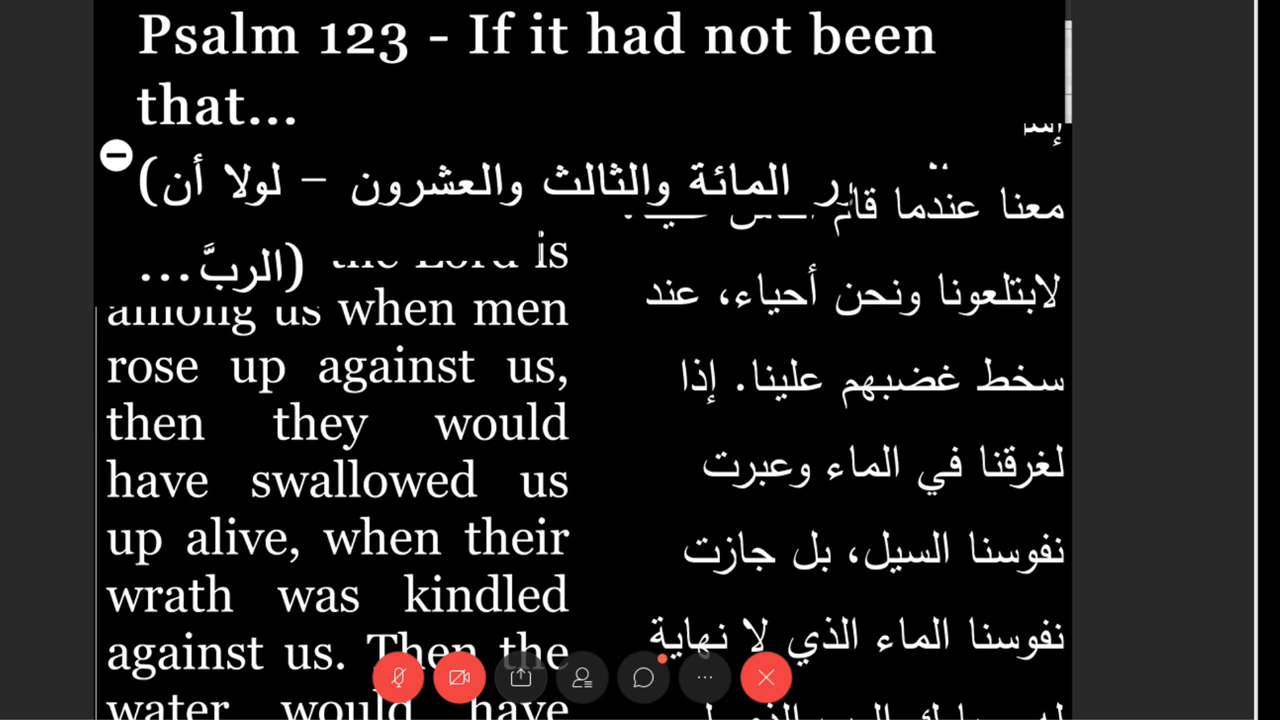 Psalm 123 - If it had not been
that...
المائة والثالث والعشرون – لولا أن)
(الربَّ...
the Lord is
among us when men
rose up against us,
then they would
have swallowed us
up alive, when their
wrath was kindled
against us. Then the
water would have
معنا عندما قام
لابتلعونا ونحن أحياء، عند
سخط غضبهم علينا. إذا
لغرقنا في الماء وعبرت
نفوسنا السيل، بل جازت
نفوسنا الماء الذي لا نهاية